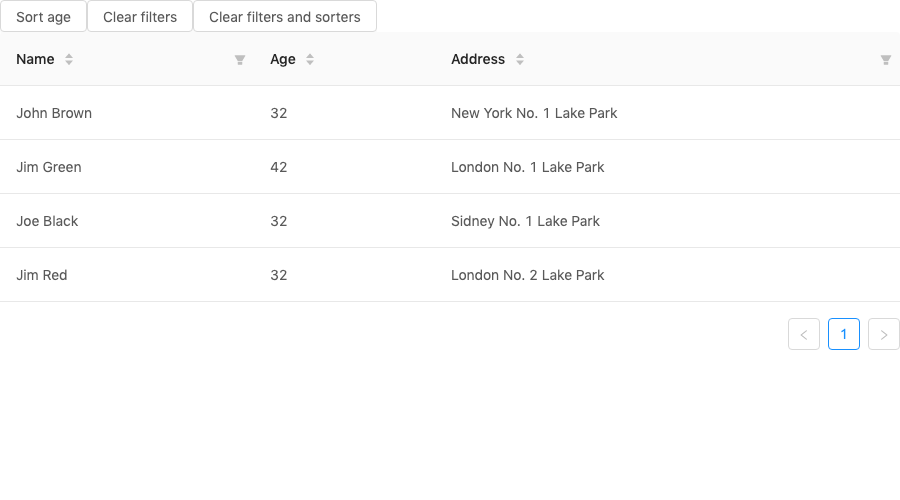 Sort age Clear filters Clear filters and sorters
Name Age Address
John Brown 32 New York No. 1 Lake Park
Jim Green 42 London No. 1 Lake Park
Joe Black 32 Sidney No. 1 Lake Park
Jim Red 32 London No. 2 Lake Park
1